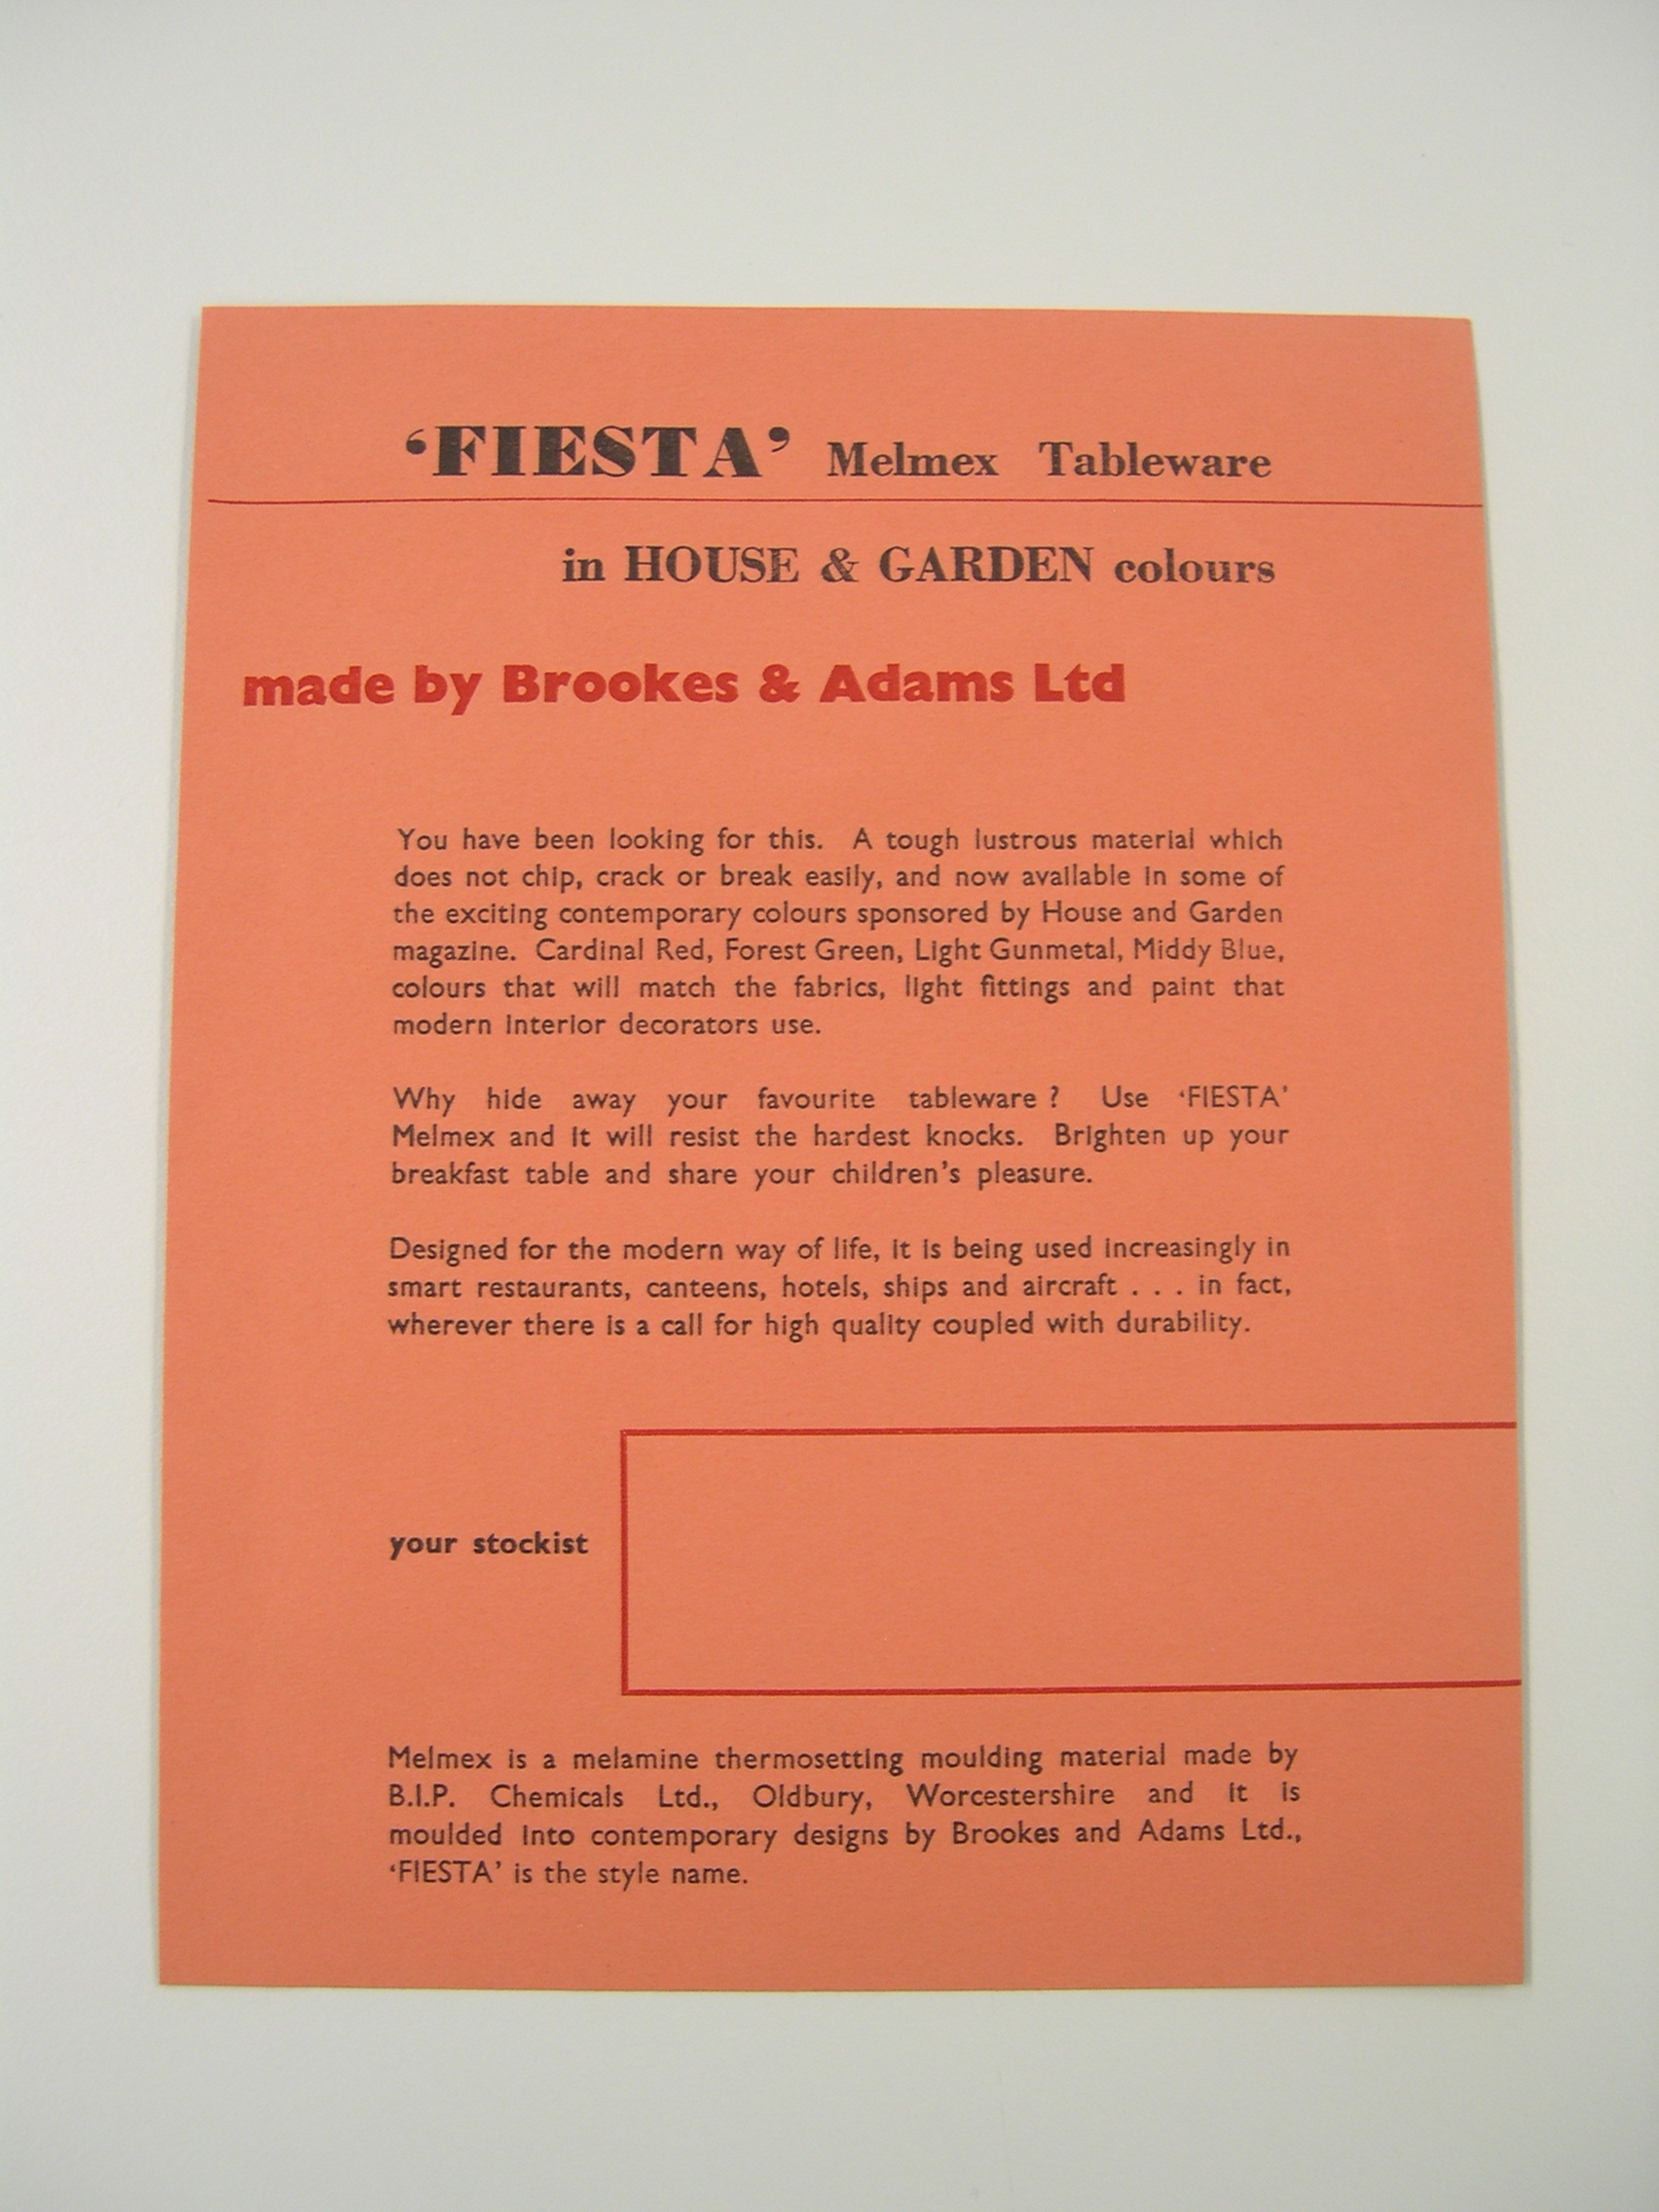 ‘FIESTA’ Melmex Tableware
in HOUSE & GARDEN colours
made by Brookes & Adams Ltd
You have been looking for this. A tough lustrous material which
does not chip, crack or break easily, and now available in some of
the exciting contemporary colours sponsored by House and Garden
magazine. Cardinal Red, Forest Green, Light Gunmetal, Middy Blue,
colours that will match the fabrics, light fittings and paint that
modern interior decorators use.
Why hide away your favourite tableware ? Use ‘FIESTA’
Melmex and it will resist the hardest knocks. Brighten up your
breakfast table and share your children’s pleasure.
Designed for the modern way of life, it is being used increasingly in
smart restaurants, canteens, hotels, ships and aircraft . . . in fact,
wherever there is a call for high quality coupled with durability.
your stockist
Melmex is a melamine thermosetting moulding material made by
B.I.P. Chemicals Ltd., Oldbury, Worcestershire and it is
moulded into contemporary designs by Brookes and Adams Ltd.,
‘FIESTA’ is the style name.